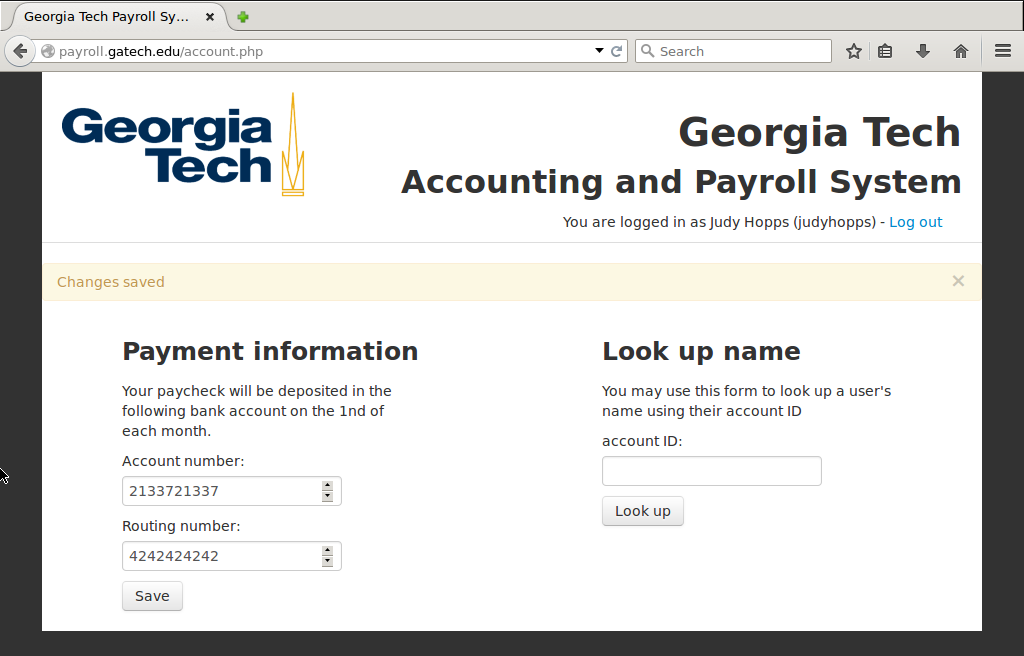 Georgia Tech Payroll Sy...
payroll.gatech.edu/account.php
Search
Georgia
Tech
Georgia Tech
Accounting and Payroll System
You are logged in as Judy Hopps (judyhopps) - Log out
Changes saved
×
Payment information
Your paycheck will be deposited in the
following bank account on the 1nd of
each month.
Account number:
2133721337
Routing number:
4242424242
Save
Look up name
You may use this form to look up a user's
name using their account ID
account ID:
Look up